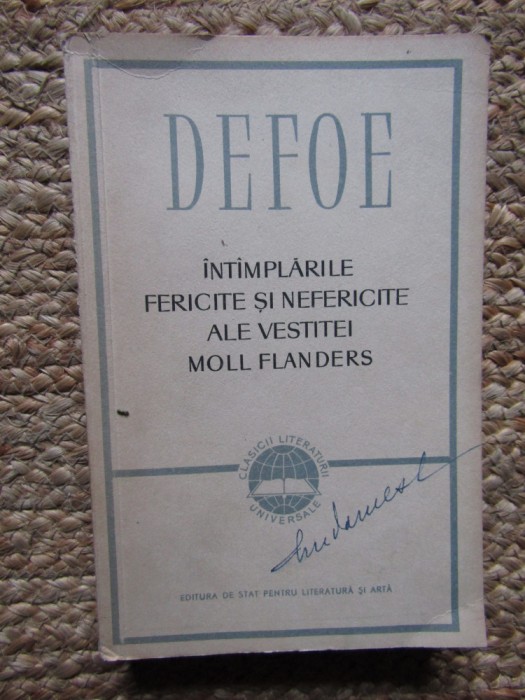 DEFOE
ÎNTÎMPLĂRILE
FERICITE ȘI NEFERICITE
ALE VESTITEI
MOLL FLANDERS
CLASICII LITERATURII
UNIVERSALE
EDITURA DE STAT PENTRU LITERATURĂ ȘI ARTĂ